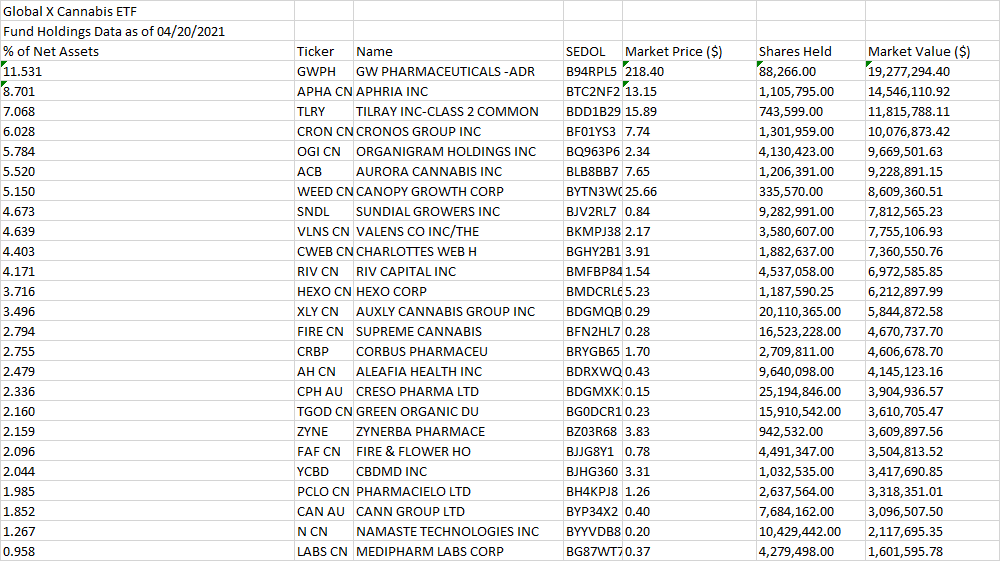 Global X Cannabis ETF
Fund Holdings Data as of 04/20/2021
% of Net Assets Ticker Name SEDOL Market Price ($) Shares Held Market Value ($)
11.531 GWPH GW PHARMACEUTICALS -ADR B94RPL5 218.40 88,266.00 19,277,294.40
8.701 APHA CN APHRIA INC BTC2NF2 13.15 1,105,795.00 14,546,110.92
7.068 TLRY TILRAY INC-CLASS 2 COMMON BDD1B29 15.89 743,599.00 11,815,788.11
6.028 CRON CN CRONOS GROUP INC BF01YS3 7.74 1,301,959.00 10,076,873.42
5.784 OGI CN ORGANIGRAM HOLDINGS INC BQ963P6 2.34 4,130,423.00 9,669,501.63
5.520 ACB AURORA CANNABIS INC BLB8BB7 7.65 1,206,391.00 9,228,891.15
5.150 WEED CN CANOPY GROWTH CORP BYTN3W 25.66 335,570.00 8,609,360.51
4.673 SNDL SUNDIAL GROWERS INC BJV2RL7 0.84 9,282,991.00 7,812,565.23
4.639 VLNS CN VALENS CO INC/THE BKMPJ38 2.17 3,580,607.00 7,755,106.93
4.403 CWEB CN CHARLOTTES WEB H BGHY2B1 3.91 1,882,637.00 7,360,550.76
4.171 RIV CN RIV CAPITAL INC BMFBP84 1.54 4,537,058.00 6,972,585.85
3.716 HEXO CN HEXO CORP BMDCRL6 5.23 1,187,590.25 6,212,897.99
3.496 XLY CN AUXLY CANNABIS GROUP INC BDGMQB 0.29 20,110,365.00 5,844,872.58
2.794 FIRE CN SUPREME CANNABIS BFN2HL7 0.28 16,523,228.00 4,670,737.70
2.755 CRBP CORBUS PHARMACEU BRYGB65 1.70 2,709,811.00 4,606,678.70
2.479 AH CN ALEAFIA HEALTH INC BDRXWQ 0.43 9,640,098.00 4,145,123.16
2.336 CPH AU CRESO PHARMA LTD BDGMXK 0.15 25,194,846.00 3,904,936.57
2.160 TGOD CN GREEN ORGANIC DU BG0DCR1 0.23 15,910,542.00 3,610,705.47
2.159 ZYNE ZYNERBA PHARMACE BZ03R68 3.83 942,532.00 3,609,897.56
2.096 FAF CN FIRE & FLOWER HO BJJG8Y1 0.78 4,491,347.00 3,504,813.52
2.044 YCBD CBDMD INC BJHG360 3.31 1,032,535.00 3,417,690.85
1.985 PCLO CN PHARMACIELO LTD BH4KPJ8 1.26 2,637,564.00 3,318,351.01
1.852 CAN AU CANN GROUP LTD BYP34X2 0.40 7,684,162.00 3,096,507.50
1.267 N CN NAMASTE TECHNOLOGIES INC BYYVDB8 0.20 10,429,442.00 2,117,695.35
0.958 LABS CN MEDIPHARM LABS CORP BG87WT7 0.37 4,279,498.00 1,601,595.78